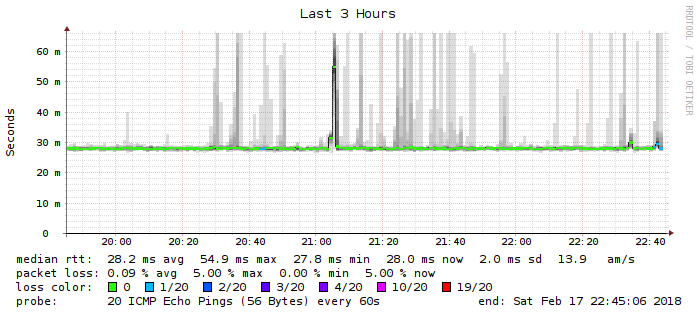 Last 3 Hours
RRDTOOL / TOBI OETIKER
Seconds
60 m
50 m
40 m
30 m
20 m
10 m
0
20:00 20:20 20:40 21:00 21:20 21:40 22:00 22:20 22:40
median rtt: 28.2 ms avg 54.9 ms max 27.8 ms min 28.0 ms now 2.0 ms sd 13.9 am/s
packet loss: 0.09 % avg 5.00 % max 0.00 % min 5.00 % now
loss color: 0 1/20 2/20 3/20 4/20 10/20 19/20
probe: 20 ICMP Echo Pings (56 Bytes) every 60s end: Sat Feb 17 22:45:06 2018